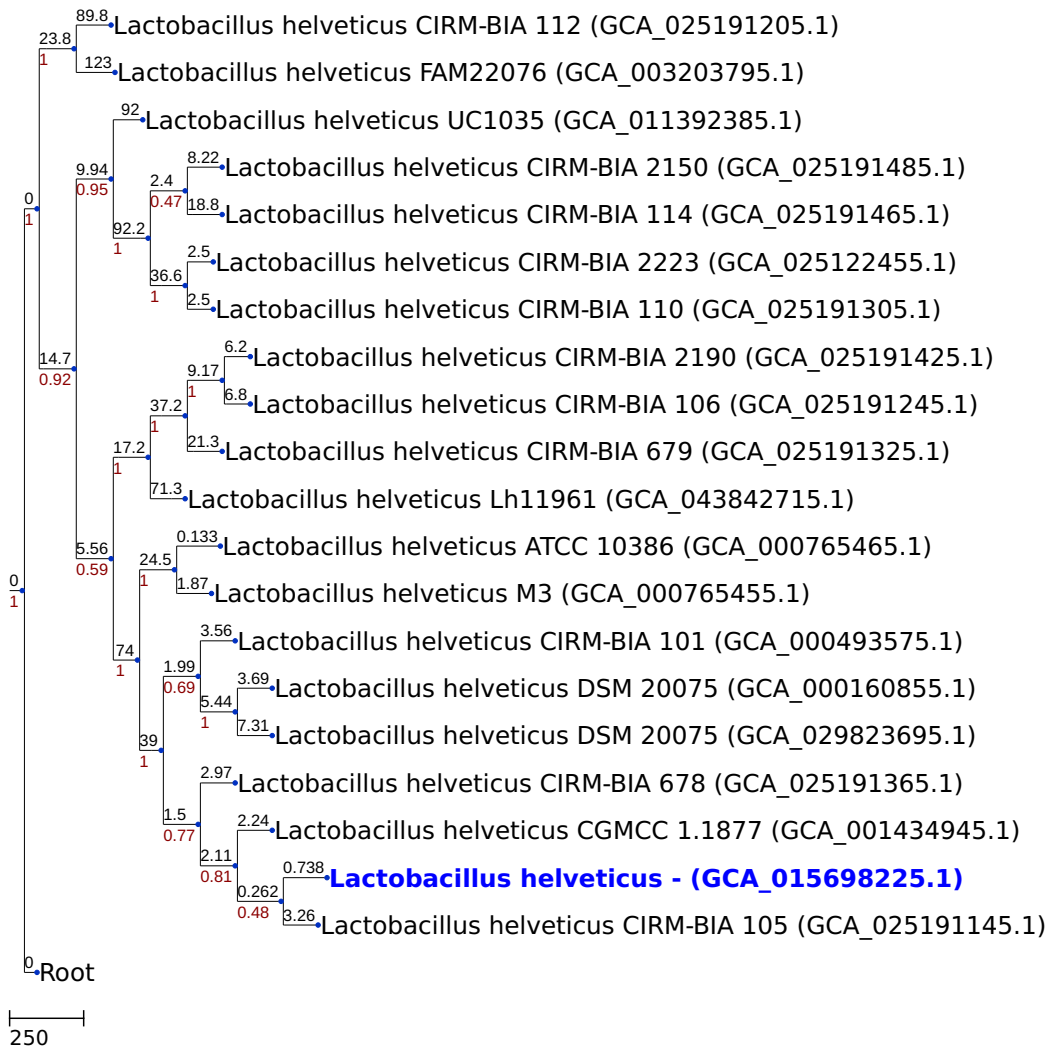 89.8
Lactobacillus helveticus CIRM-BIA 112 (GCA_025191205.1)
23.8
1
123
Lactobacillus helveticus FAM22076 (GCA_003203795.1)
92
Lactobacillus helveticus UC1035 (GCA_011392385.1)
8.22
Lactobacillus helveticus CIRM-BIA 2150 (GCA_025191485.1)
9.94
0.95
2.4
0.47
0
1
18.8
Lactobacillus helveticus CIRM-BIA 114 (GCA_025191465.1)
92.2
1
2.5
Lactobacillus helveticus CIRM-BIA 2223 (GCA_025122455.1)
36.6
1
2.5
Lactobacillus helveticus CIRM-BIA 110 (GCA_025191305.1)
6.2
Lactobacillus helveticus CIRM-BIA 2190 (GCA_025191425.1)
14.7
0.92
9.17
1
6.8
Lactobacillus helveticus CIRM-BIA 106 (GCA_025191245.1)
37.2
1
21.3
Lactobacillus helveticus CIRM-BIA 679 (GCA_025191325.1)
17.2
1
71.3
Lactobacillus helveticus Lh11961 (GCA_043842715.1)
0.133
Lactobacillus helveticus ATCC 10386 (GCA_000765465.1)
5.56
0.59
24.5
1
0
1
1.87
Lactobacillus helveticus M3 (GCA_000765455.1)
3.56
Lactobacillus helveticus CIRM-BIA 101 (GCA_000493575.1)
74
1
1.99
0.69
3.69
Lactobacillus helveticus DSM 20075 (GCA_000160855.1)
5.44
1
7.31
Lactobacillus helveticus DSM 20075 (GCA_029823695.1)
39
1
2.97
Lactobacillus helveticus CIRM-BIA 678 (GCA_025191365.1)
1.5
0.77
2.24
Lactobacillus helveticus CGMCC 1.1877 (GCA_001434945.1)
2.11
0.81
0.738
Lactobacillus helveticus - (GCA_015698225.1)
0.262
0.48
3.26
Lactobacillus helveticus CIRM-BIA 105 (GCA_025191145.1)
0
Root
250